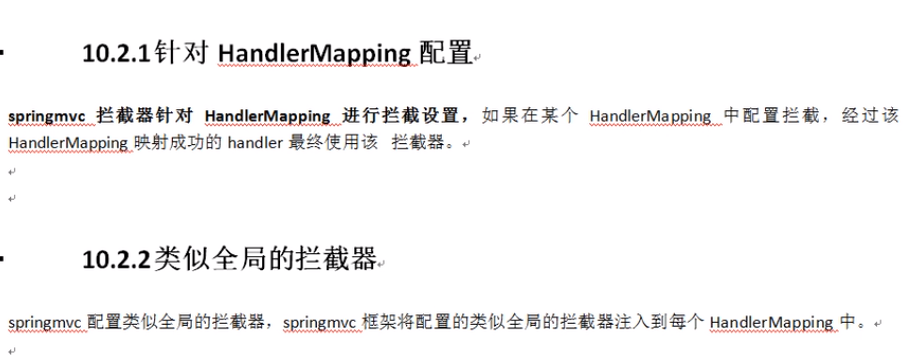 10.2.1针对 HandlerMapping 配置
springmvc 拦截器针对 HandlerMapping 进行拦截设置，如果在某个 HandlerMapping 中配置拦截，经过该
HandlerMapping 映射成功的 handler 最终使用该 拦截器。
10.2.2类似全局的拦截器
springmvc 配置类似全局的拦截器，springmvc 框架将配置的类似全局的拦截器注入到每个 HandlerMapping 中。